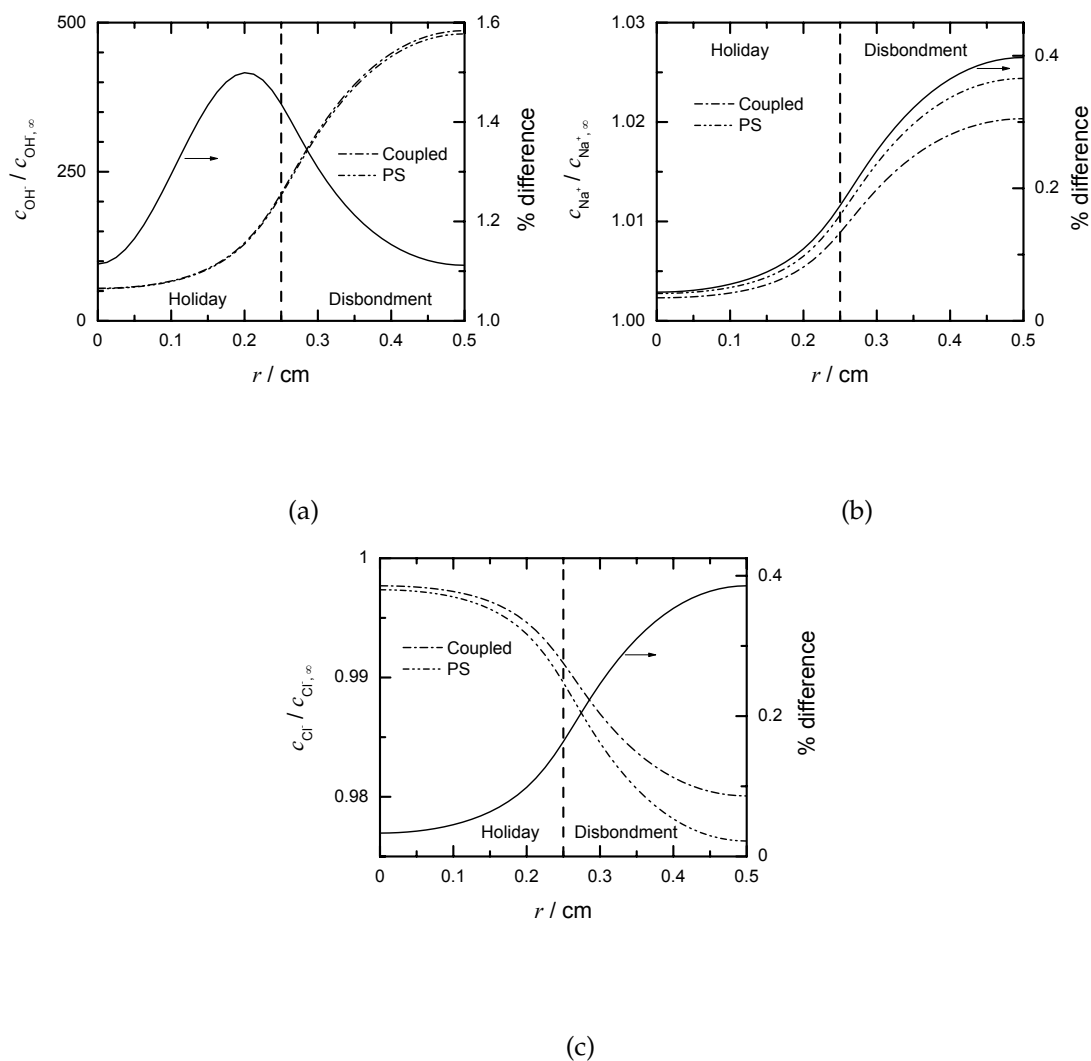 500
250
0
c_OH⁻ / c_OH⁻, ∞
1.6
1.4
1.2
1.0
% difference
Coupled
PS
Holiday
Disbondment
0
0.1
0.2
0.3
0.4
0.5
r / cm
(a)
1.03
1.02
1.01
1.00
c_Na⁺ / c_Na⁺, ∞
Holiday
Disbondment
Coupled
PS
0.4
0.2
0
% difference
0
0.1
0.2
0.3
0.4
0.5
r / cm
(b)
1
0.99
0.98
c_Cl⁻ / c_Cl⁻, ∞
Coupled
PS
Holiday
Disbondment
0.4
0.2
0
% difference
0
0.1
0.2
0.3
0.4
0.5
r / cm
(c)